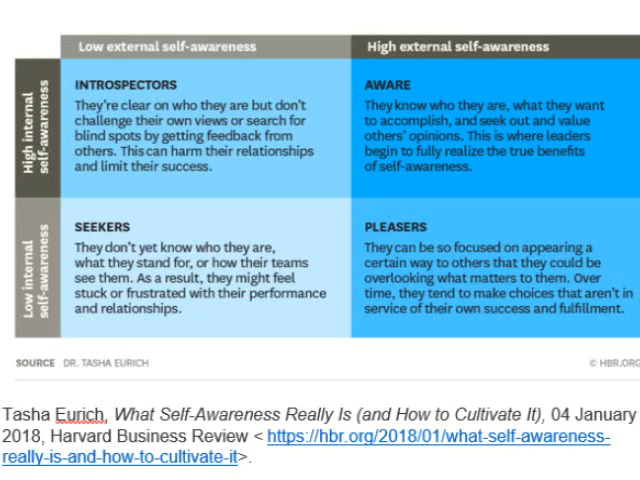 Low external self-awareness
High external self-awareness
High internal
self-awareness
INTROSPECTORS
They're clear on who they are but don't
challenge their own views or search for
blind spots by getting feedback from
others. This can harm their relationships
and limit their success.
AWARE
They know who they are, what they want
to accomplish, and seek out and value
others' opinions. This is where leaders
begin to fully realize the true benefits
of self-awareness.
Low internal
self-awareness
SEEKERS
They don't yet know who they are,
what they stand for, or how their teams
see them. As a result, they might feel
stuck or frustrated with their performance
and relationships.
PLEASERS
They can be so focused on appearing a
certain way to others that they could be
overlooking what matters to them. Over
time, they tend to make choices that aren't in
service of their own success and fulfillment.
SOURCE DR. TASHA EURICH
© HBR.ORG
Tasha Eurich, What Self-Awareness Really Is (and How to Cultivate It), 04 January
2018, Harvard Business Review < https://hbr.org/2018/01/what-self-awareness-
really-is-and-how-to-cultivate-it>.